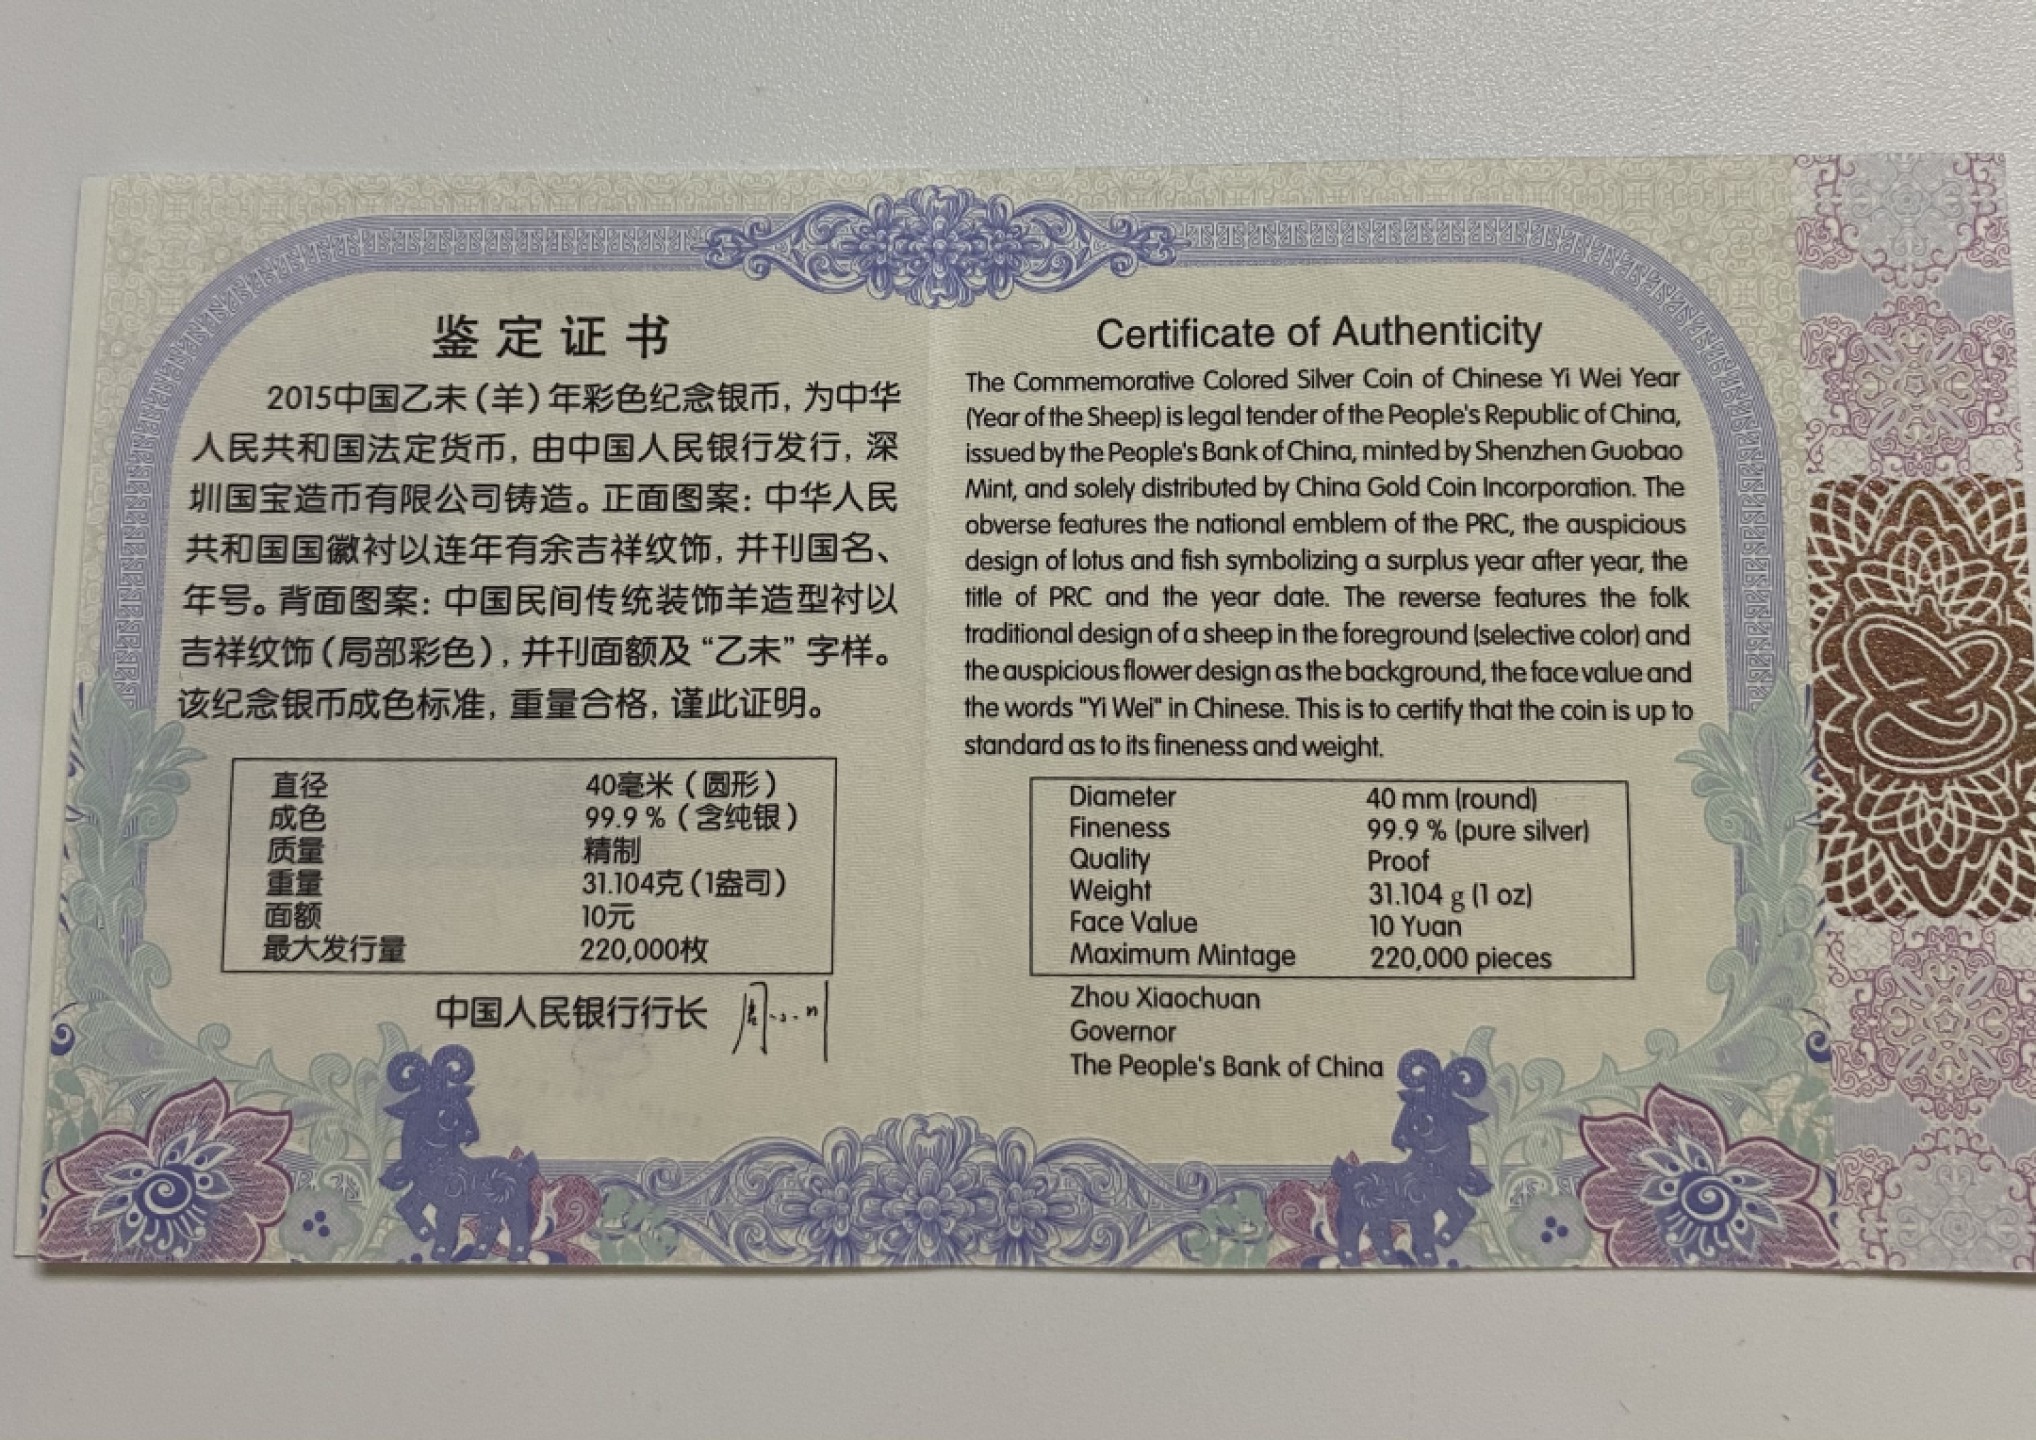 鉴定证书
2015中国乙未(羊)年彩色纪念银币，为中华
人民共和国法定货币，由中国人民银行发行，深
圳国宝造币有限公司铸造。正面图案：中华人民
共和国国徽衬以连年有余吉祥纹饰，并刊国名、
年号。背面图案：中国民间传统装饰羊造型衬以
吉祥纹饰(局部彩色)，并刊面额及“乙未”字样。
该纪念银币成色标准，重量合格，谨此证明。
直径 40毫米(圆形)
成色 99.9%(含纯银)
质量 精制
重量 31.104克(1盎司)
面额 10元
最大发行量 220,000枚
中国人民银行行长 周小川
Certificate of Authenticity
The Commemorative Colored Silver Coin of Chinese Yi Wei Year
(Year of the Sheep) is legal tender of the People's Republic of China,
issued by the People's Bank of China, minted by Shenzhen Guobao
Mint, and solely distributed by China Gold Coin Incorporation. The
obverse features the national emblem of the PRC, the auspicious
design of lotus and fish symbolizing a surplus year after year, the
title of PRC and the year date. The reverse features the folk
traditional design of a sheep in the foreground (selective color) and
the auspicious flower design as the background, the face value and
the words "Yi Wei" in Chinese. This is to certify that the coin is up to
standard as to its fineness and weight.
Diameter 40 mm (round)
Fineness 99.9 % (pure silver)
Quality Proof
Weight 31.104 g (1 oz)
Face Value 10 Yuan
Maximum Mintage 220,000 pieces
Zhou Xiaochuan
Governor
The People's Bank of China